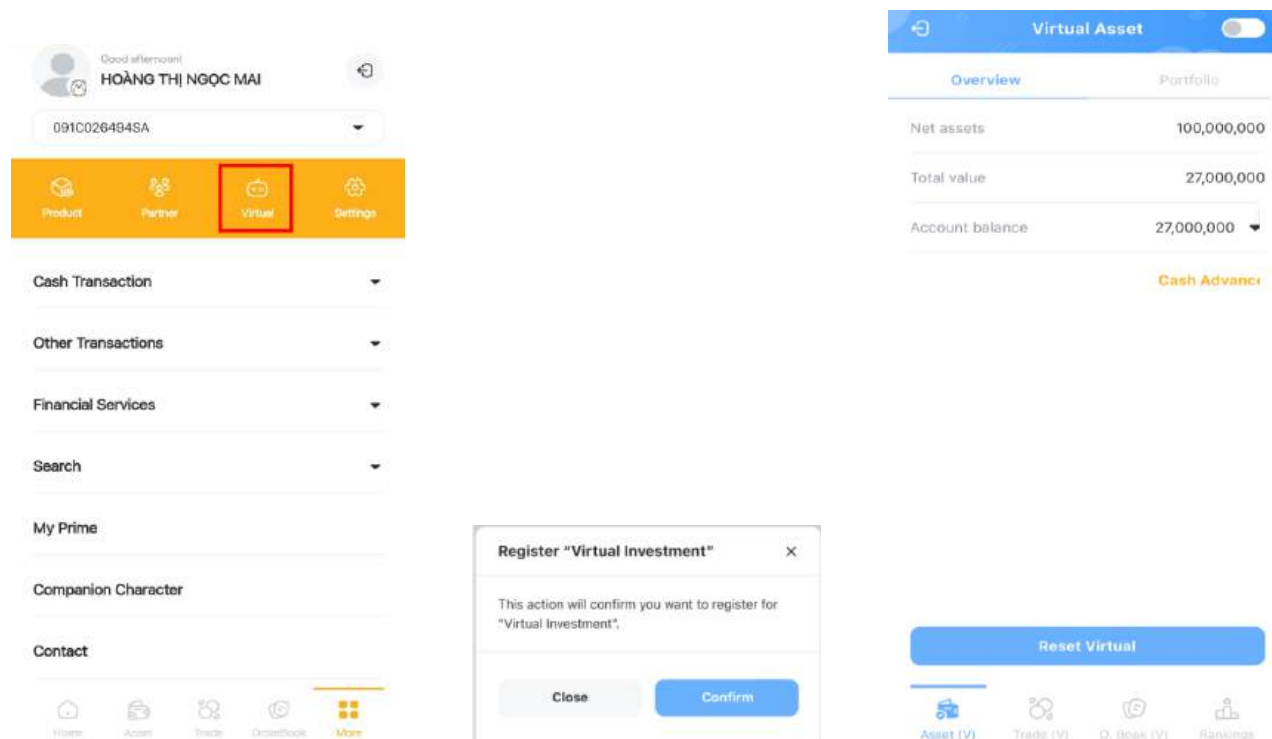 Good afternoon!
HOÀNG THỊ NGỌC MAI
091C026494SA
Product
Partner
Virtual
Settings
Cash Transaction
Other Transactions
Financial Services
Search
My Prime
Companion Character
Contact
Home
Asset
Trade
OrderBook
More
Register "Virtual Investment"
This action will confirm you want to register for
"Virtual Investment".
Close
Confirm
Virtual Asset
Overview
Portfolio
Net assets
100,000,000
Total value
27,000,000
Account balance
27,000,000
Cash Advance
Reset Virtual
Asset (V)
Trade (V)
O. Book (V)
Rankings